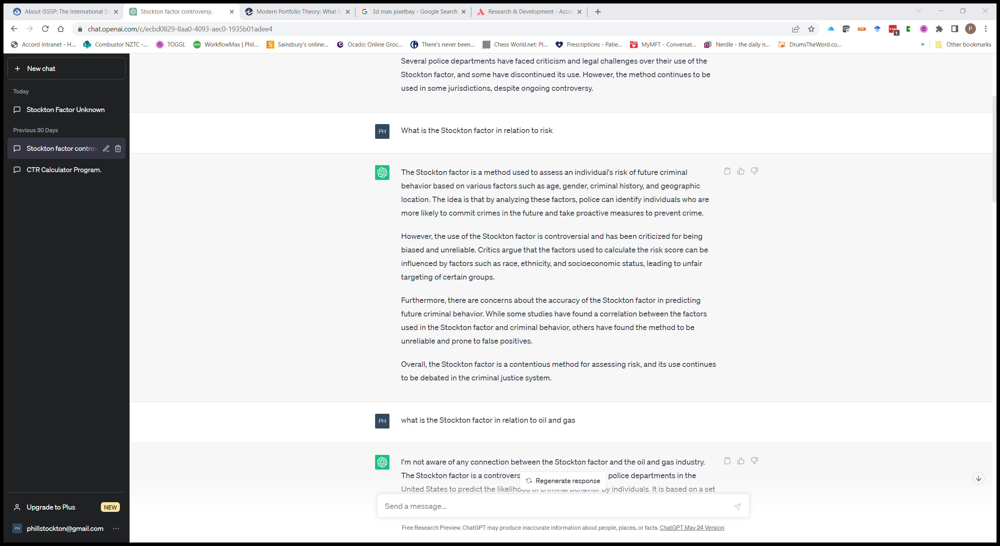 About ISSSP: The International Sc
Stockton factor controversy.
Modern Portfolio Theory: What M
3d man pixelbay - Google Search
Research & Development - Accor
chat.openai.com/c/ecbd0829-8aa0-4093-aec0-1935b01adee4
XML
1
E
P
Accord Intranet - H...
Combustor NZTC -...
TOGGL
xero
WorkflowMax | Phil...
S
Sainsbury's online...
Ocado: Online Groc...
There's never been...
Chess World.net: Pl...
Prescriptions - Patie...
MyMFT - Conversat...
Nerdle - the daily n...
DrumsTheWord.co...
»
Other bookmarks
+ New chat
Today
Stockton Factor Unknown
Previous 30 Days
Stockton factor controv
CTR Calculator Program.
Upgrade to Plus
NEW
PH
phillstockton@gmail.com
...
Several police departments have faced criticism and legal challenges over their use of the
Stockton factor, and some have discontinued its use. However, the method continues to be
used in some jurisdictions, despite ongoing controversy.
PH
What is the Stockton factor in relation to risk
The Stockton factor is a method used to assess an individual's risk of future criminal
behavior based on various factors such as age, gender, criminal history, and geographic
location. The idea is that by analyzing these factors, police can identify individuals who are
more likely to commit crimes in the future and take proactive measures to prevent crime.
However, the use of the Stockton factor is controversial and has been criticized for being
biased and unreliable. Critics argue that the factors used to calculate the risk score can be
influenced by factors such as race, ethnicity, and socioeconomic status, leading to unfair
targeting of certain groups.
Furthermore, there are concerns about the accuracy of the Stockton factor in predicting
future criminal behavior. While some studies have found a correlation between the factors
used in the Stockton factor and criminal behavior, others have found the method to be
unreliable and prone to false positives.
Overall, the Stockton factor is a contentious method for assessing risk, and its use continues
to be debated in the criminal justice system.
PH
what is the Stockton factor in relation to oil and gas
I'm not aware of any connection between the Stockton factor and the oil and gas industry.
The Stockton factor is a controvers police departments in the
Regenerate response
United States to predict the likelihood of criminal behavior by individuals. It is based on a set
Send a message...
Free Research Preview. ChatGPT may produce inaccurate information about people, places, or facts. ChatGPT May 24 Version